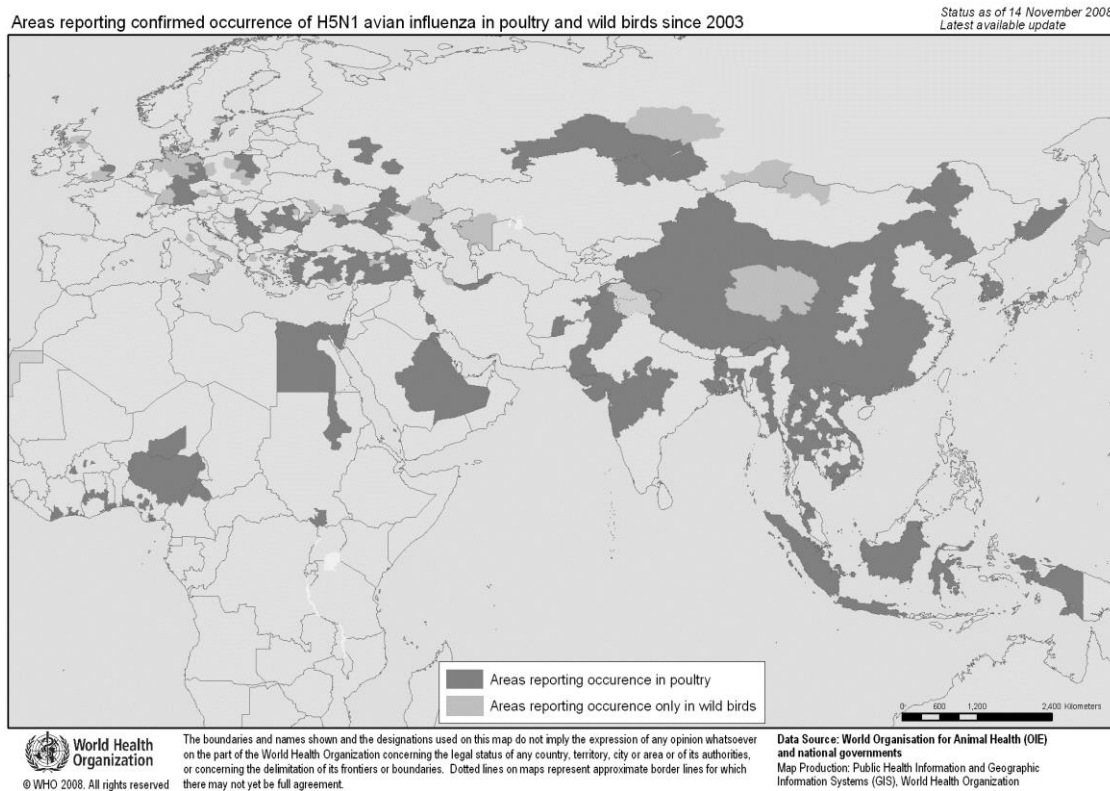 Areas reporting confirmed occurrence of H5N1 avian influenza in poultry and wild birds since 2003
Status as of 14 November 2008
Latest available update
Areas reporting occurence in poultry
Areas reporting occurence only in wild birds
0 600 1,200 2,400 Kilometers
World Health
Organization
© WHO 2008. All rights reserved
The boundaries and names shown and the designations used on this map do not imply the expression of any opinion whatsoever
on the part of the World Health Organization concerning the legal status of any country, territory, city or area or of its authorities,
or concerning the delimitation of its frontiers or boundaries. Dotted lines on maps represent approximate border lines for which
there may not yet be full agreement.
Data Source: World Organisation for Animal Health (OIE)
and national governments
Map Production: Public Health Information and Geographic
Information Systems (GIS), World Health Organization